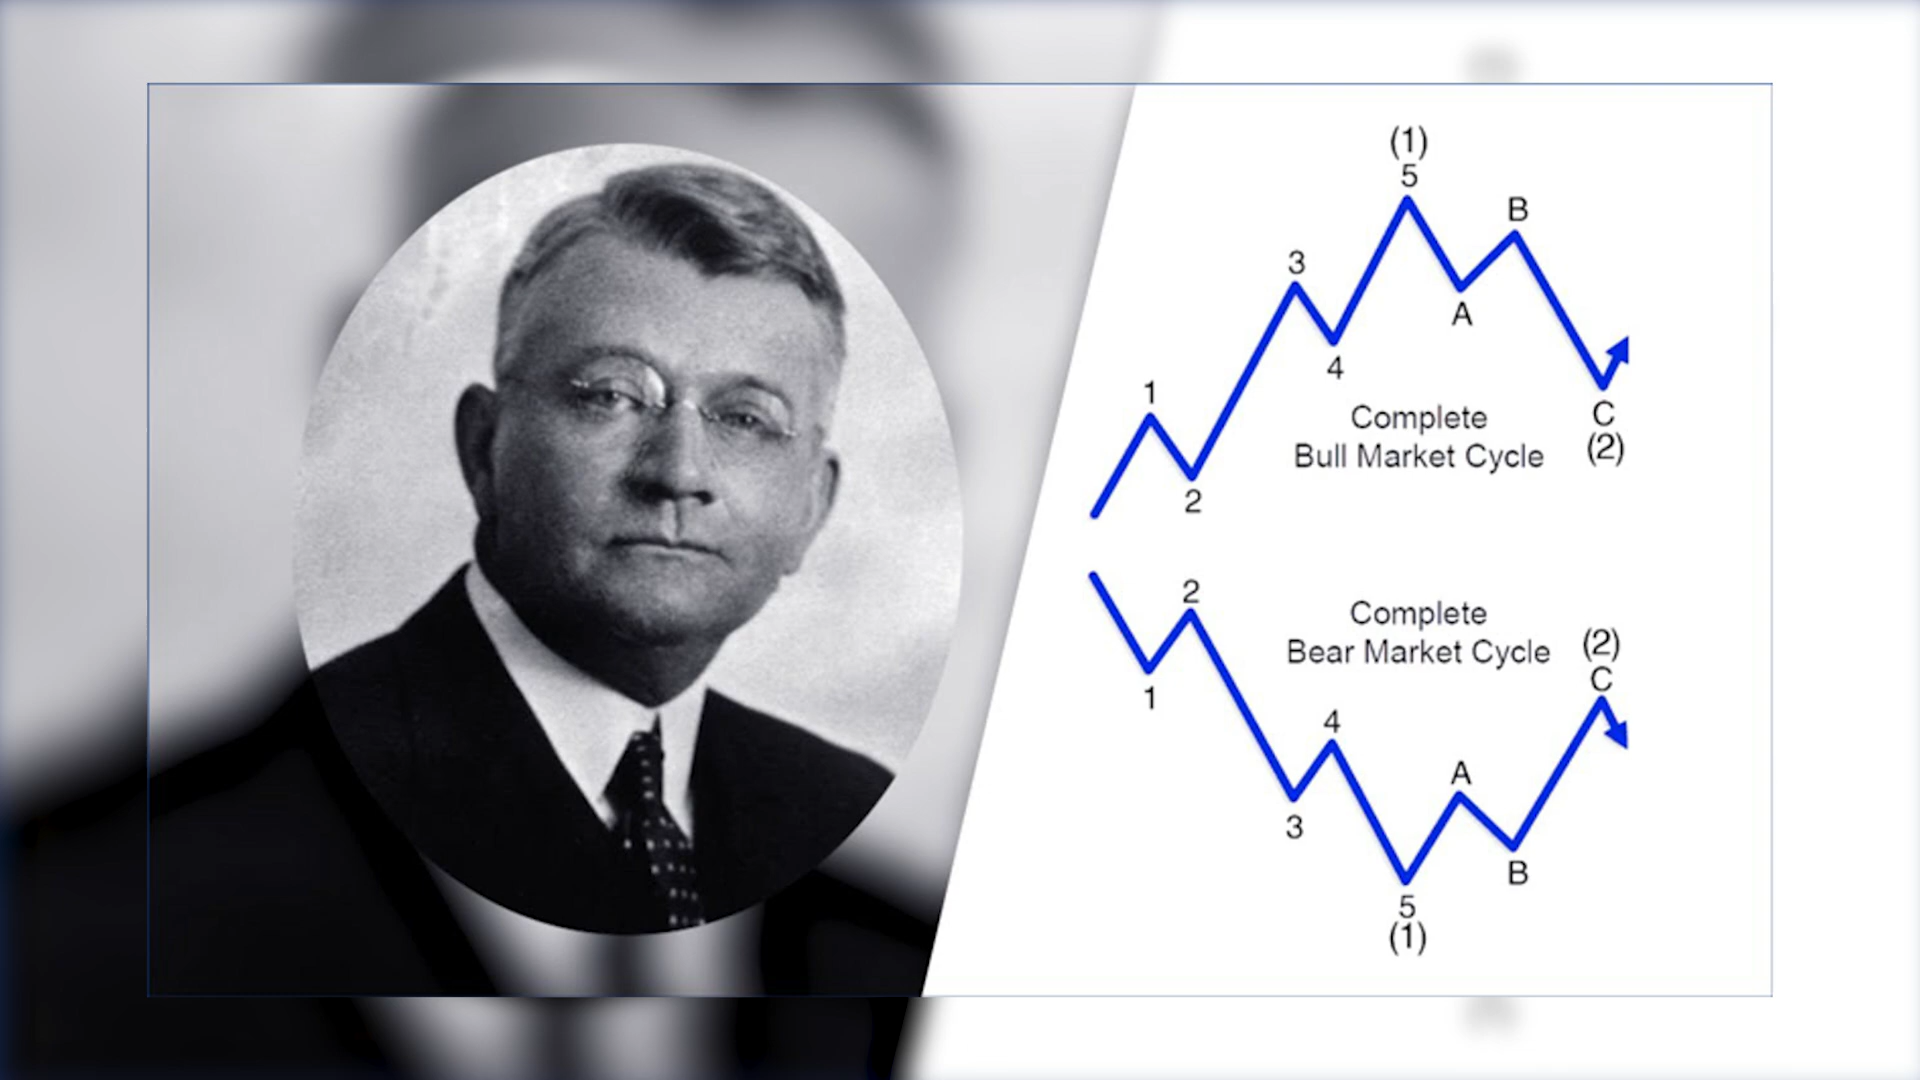 (1)
5
B
3
A
4
1
Complete
Bull Market Cycle
C
(2)
2
2
Complete
Bear Market Cycle
(2)
C
1
4
A
3
B
5
(1)